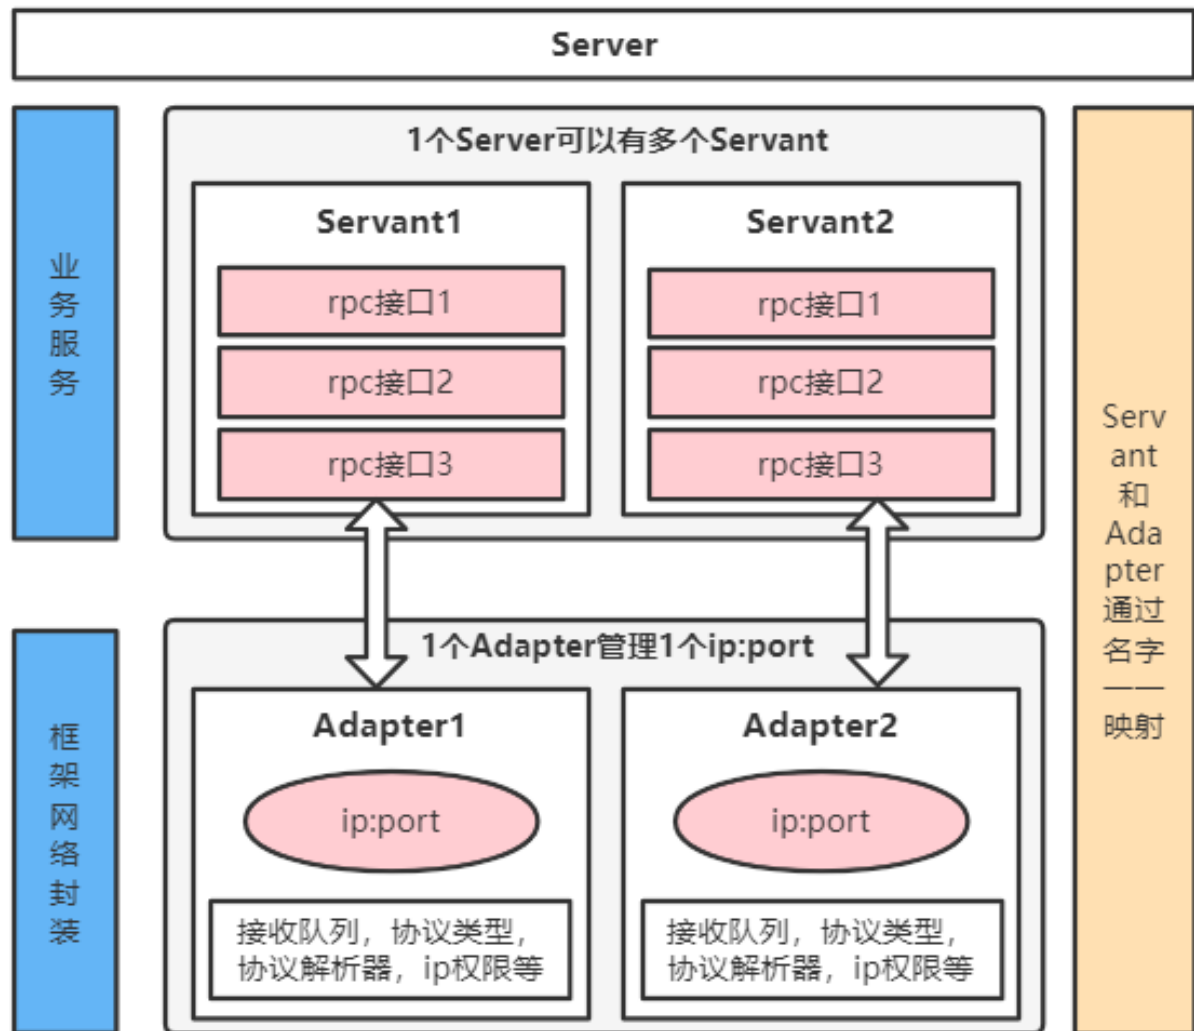 Server
业
务
服
务
1个Server可以有多个Servant
Servant1
rpc接口1
rpc接口2
rpc接口3
Servant2
rpc接口1
rpc接口2
rpc接口3
Serv
ant
和
Ada
pter
通过
名字
一一
映射
框
架
网
络
封
装
1个Adapter管理1个ip:port
Adapter1
ip:port
接收队列，协议类型，
协议解析器，ip权限等
Adapter2
ip:port
接收队列，协议类型，
协议解析器，ip权限等